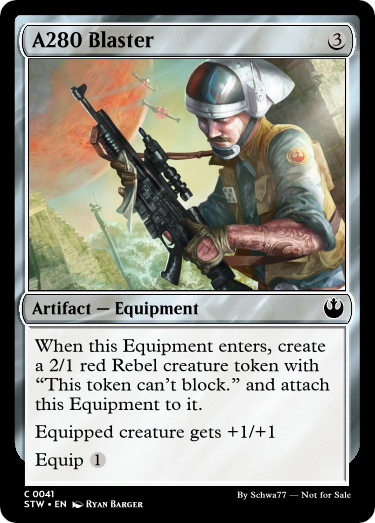 A280 Blaster 3
Artifact — Equipment
When this Equipment enters, create
a 2/1 red Rebel creature token with
“This token can’t block.” and attach
this Equipment to it.
Equipped creature gets +1/+1
Equip 1
C 0041
STW • EN Ryan Barger
By Schwa77 — Not for Sale